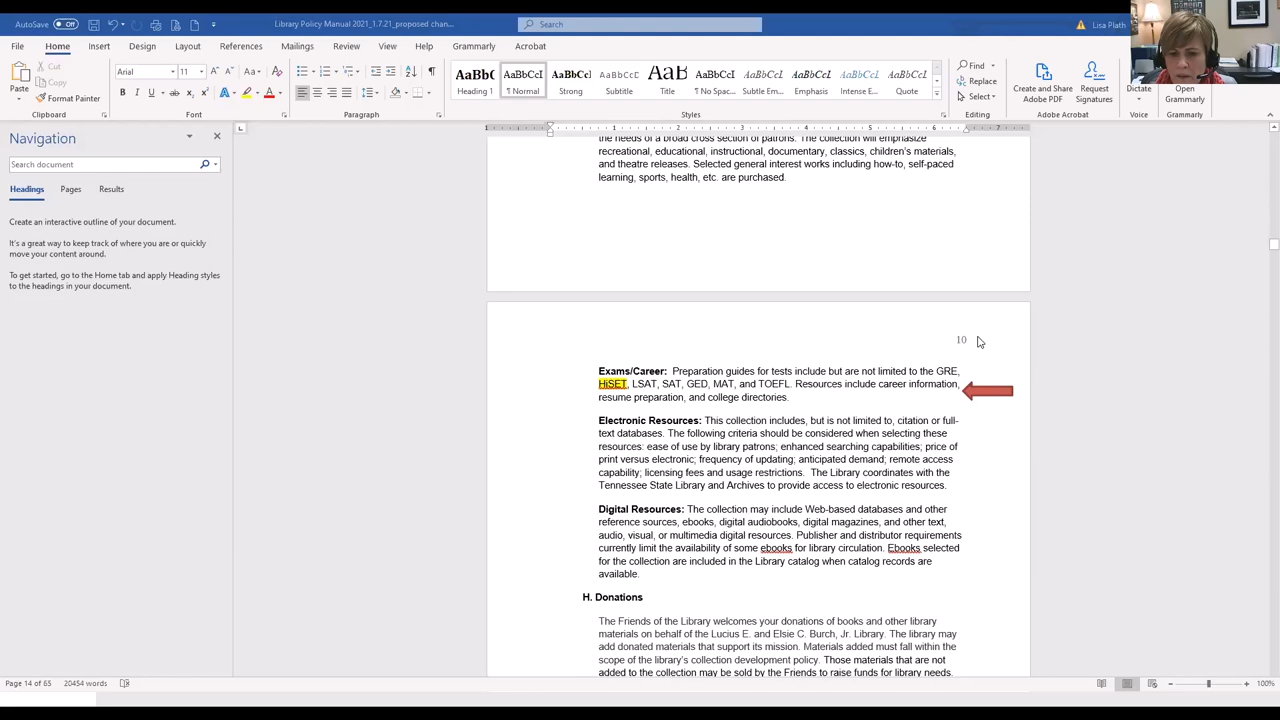 AutoSave Off
Library Policy Manual 2021_1.7.21_proposed chan...
Search
Lisa Plath
File Home Insert Design Layout References Mailings Review View Help Grammarly Acrobat
Paste
Cut
Copy
Format Painter
Clipboard
Arial 11
Font
Paragraph
AaBbC Heading 1
AaBbCcI ¶ Normal
AaBbCc Strong
AaBbCcD Subtitle
AaB Title
AaBbCcI ¶ No Spac...
AaBbCcI Subtle Em...
AaBbCcI Emphasis
AaBbCcI Intense E...
AaBbCcI Quote
Styles
Find
Replace
Select
Editing
Create and Share
Adobe PDF
Request
Signatures
Adobe Acrobat
Dictate
Voice
Open
Grammarly
Grammarly
Navigation
Search document
Headings Pages Results
Create an interactive outline of your document.
It's a great way to keep track of where you are or quickly
move your content around.
To get started, go to the Home tab and apply Heading styles
to the headings in your document.
1 1 2 3 4 5 6 7
the needs of a broad cross section of patrons. The collection will emphasize
recreational, educational, instructional, documentary, classics, children's materials,
and theatre releases. Selected general interest works including how-to, self-paced
learning, sports, health, etc. are purchased.
10
Exams/Career: Preparation guides for tests include but are not limited to the GRE,
HiSET, LSAT, SAT, GED, MAT, and TOEFL. Resources include career information,
resume preparation, and college directories.
Electronic Resources: This collection includes, but is not limited to, citation or full-
text databases. The following criteria should be considered when selecting these
resources: ease of use by library patrons; enhanced searching capabilities; price of
print versus electronic; frequency of updating; anticipated demand; remote access
capability; licensing fees and usage restrictions. The Library coordinates with the
Tennessee State Library and Archives to provide access to electronic resources.
Digital Resources: The collection may include Web-based databases and other
reference sources, ebooks, digital audiobooks, digital magazines, and other text,
audio, visual, or multimedia digital resources. Publisher and distributor requirements
currently limit the availability of some ebooks for library circulation. Ebooks selected
for the collection are included in the Library catalog when catalog records are
available.
H. Donations
The Friends of the Library welcomes your donations of books and other library
materials on behalf of the Lucius E. and Elsie C. Burch, Jr. Library. The library may
add donated materials that support its mission. Materials added must fall within the
scope of the library's collection development policy. Those materials that are not
added to the collection may be sold by the Friends to raise funds for library needs.
Page 14 of 65 20454 words
100%